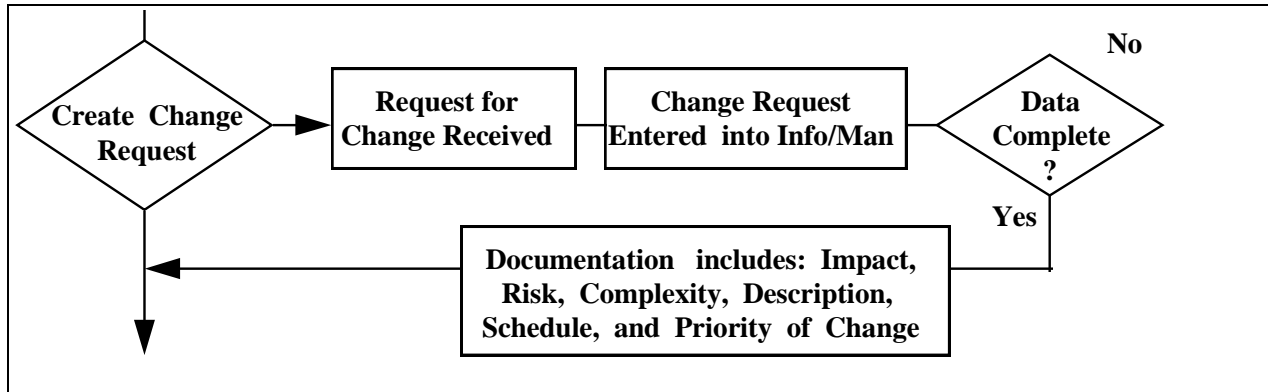 Create Change
Request
Request for
Change Received
Change Request
Entered into Info/Man
Data
Complete
?
No
Yes
Documentation includes: Impact,
Risk, Complexity, Description,
Schedule, and Priority of Change